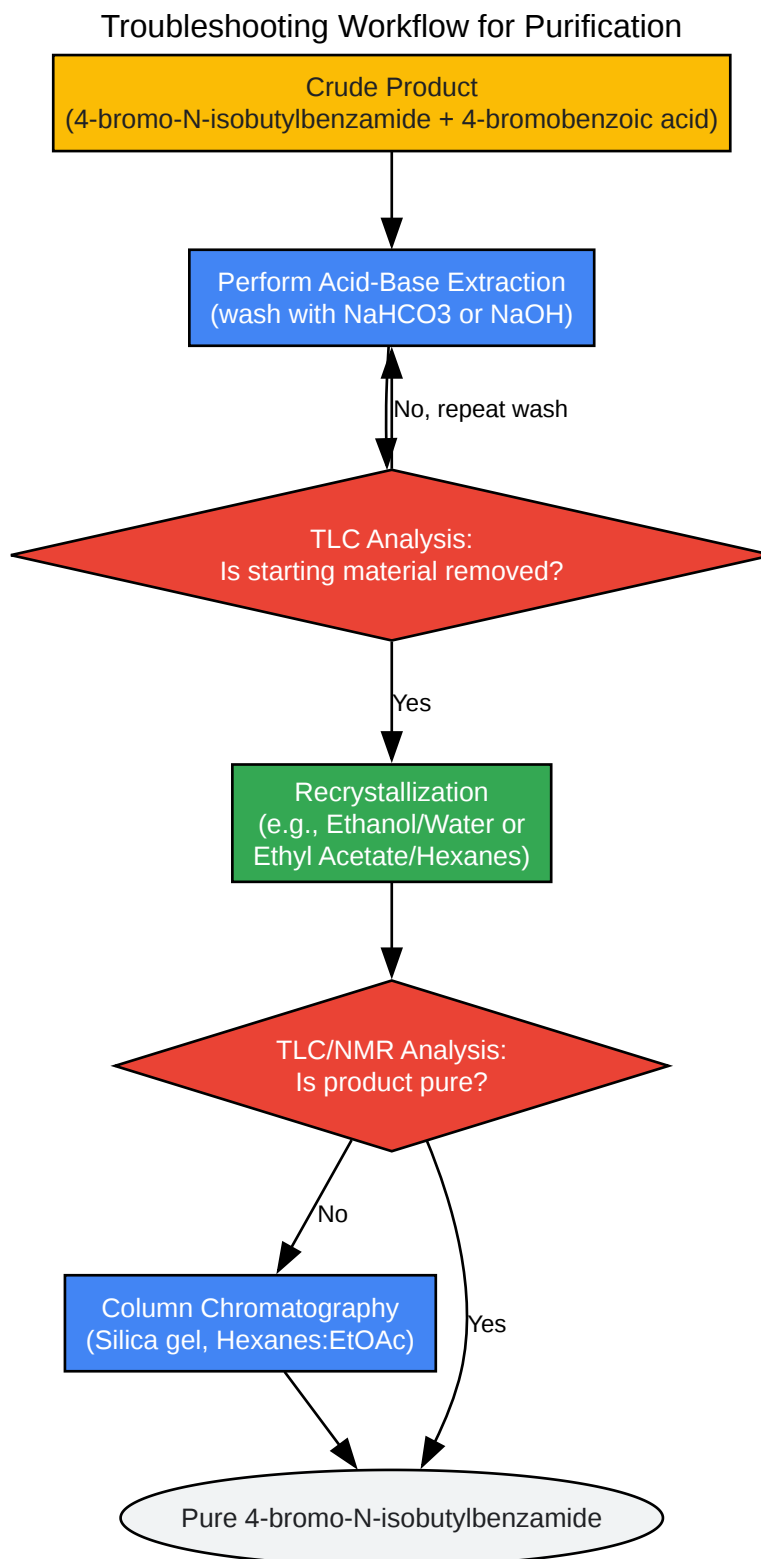 Troubleshooting Workflow for Purification
Crude Product
(4-bromo-N-isobutylbenzamide + 4-bromobenzoic acid)
Perform Acid-Base Extraction
(wash with NaHCO3 or NaOH)
No, repeat wash
TLC Analysis:
Is starting material removed?
Yes
Recrystallization
(e.g., Ethanol/Water or
Ethyl Acetate/Hexanes)
TLC/NMR Analysis:
Is product pure?
No
Column Chromatography
(Silica gel, Hexanes:EtOAc)
Yes
Pure 4-bromo-N-isobutylbenzamide